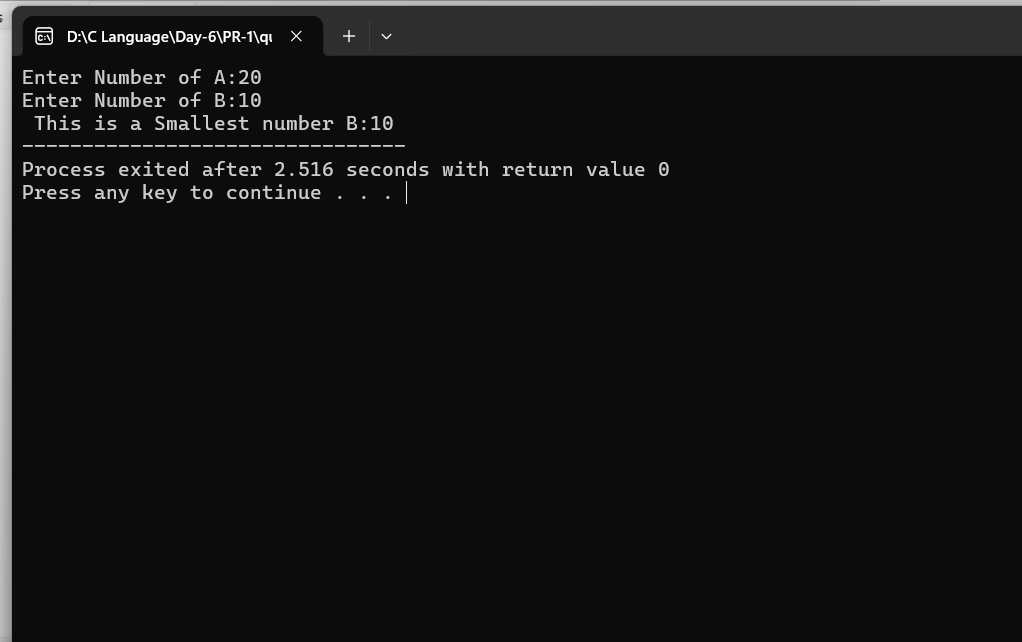 D:\C Language\Day-6\PR-1\qu
Enter Number of A:20
Enter Number of B:10
 This is a Smallest number B:10
--------------------------------
Process exited after 2.516 seconds with return value 0
Press any key to continue . . .